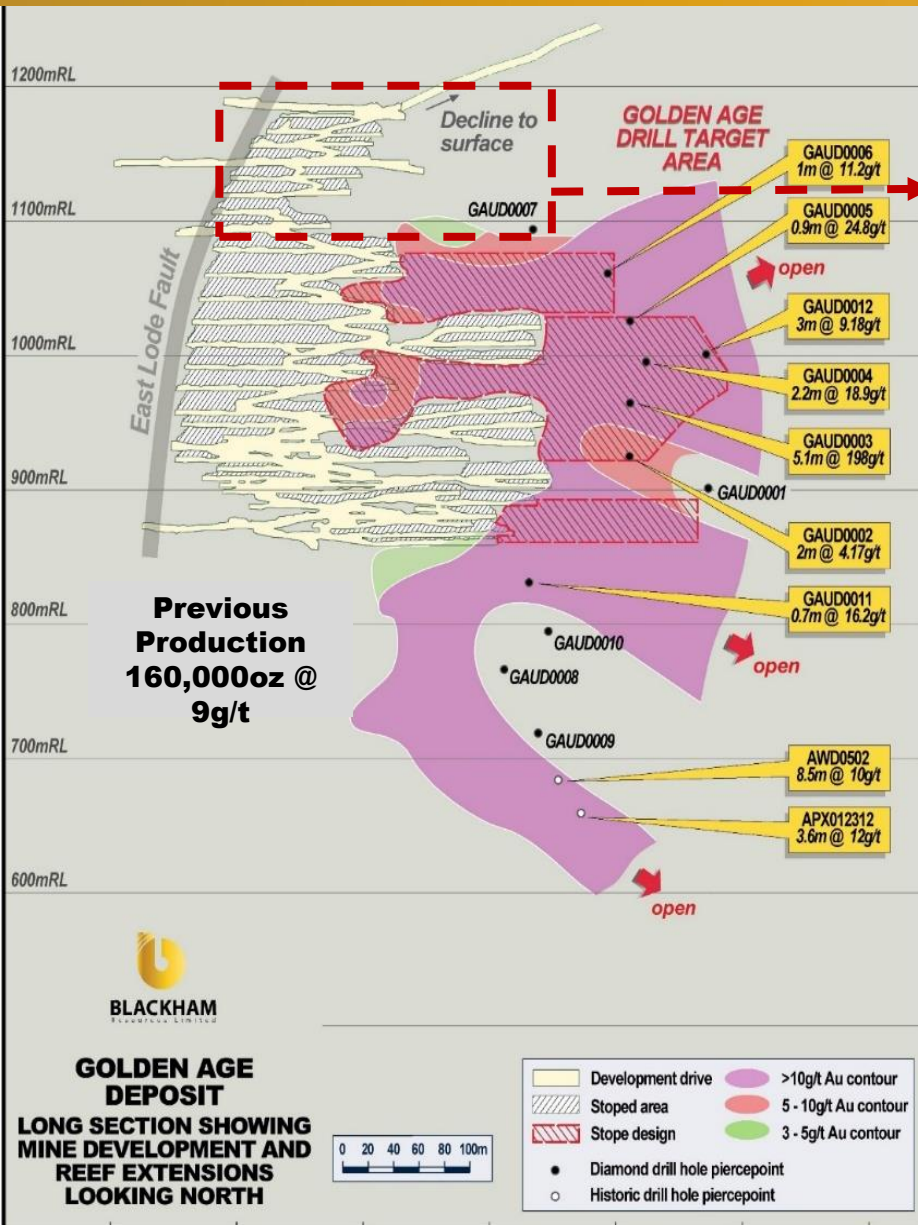 1200mRL
Decline to
surface
GOLDEN AGE
DRILL TARGET
AREA
GAUD0006
1m @ 11.2g/t
1100mRL
GAUD0007
GAUD0005
0.9m @ 24.8g/t
open
East Lode Fault
GAUD0012
3m @ 9.18g/t
1000mRL
GAUD0004
2.2m @ 18.9g/t
GAUD0003
5.1m @ 198g/t
900mRL
GAUD0001
GAUD0002
2m @ 4.17g/t
GAUD0011
0.7m @ 16.2g/t
800mRL
Previous
Production
160,000oz @
9g/t
GAUD0010
open
GAUD0008
GAUD0009
700mRL
AWD0502
8.5m @ 10g/t
APX012312
3.6m @ 12g/t
600mRL
open
BLACKHAM
Resources Limited
GOLDEN AGE
DEPOSIT
LONG SECTION SHOWING
MINE DEVELOPMENT AND
REEF EXTENSIONS
LOOKING NORTH
0 20 40 60 80 100m
Development drive
Stoped area
Stope design
>10g/t Au contour
5 - 10g/t Au contour
3 - 5g/t Au contour
Diamond drill hole piercepoint
Historic drill hole piercepoint